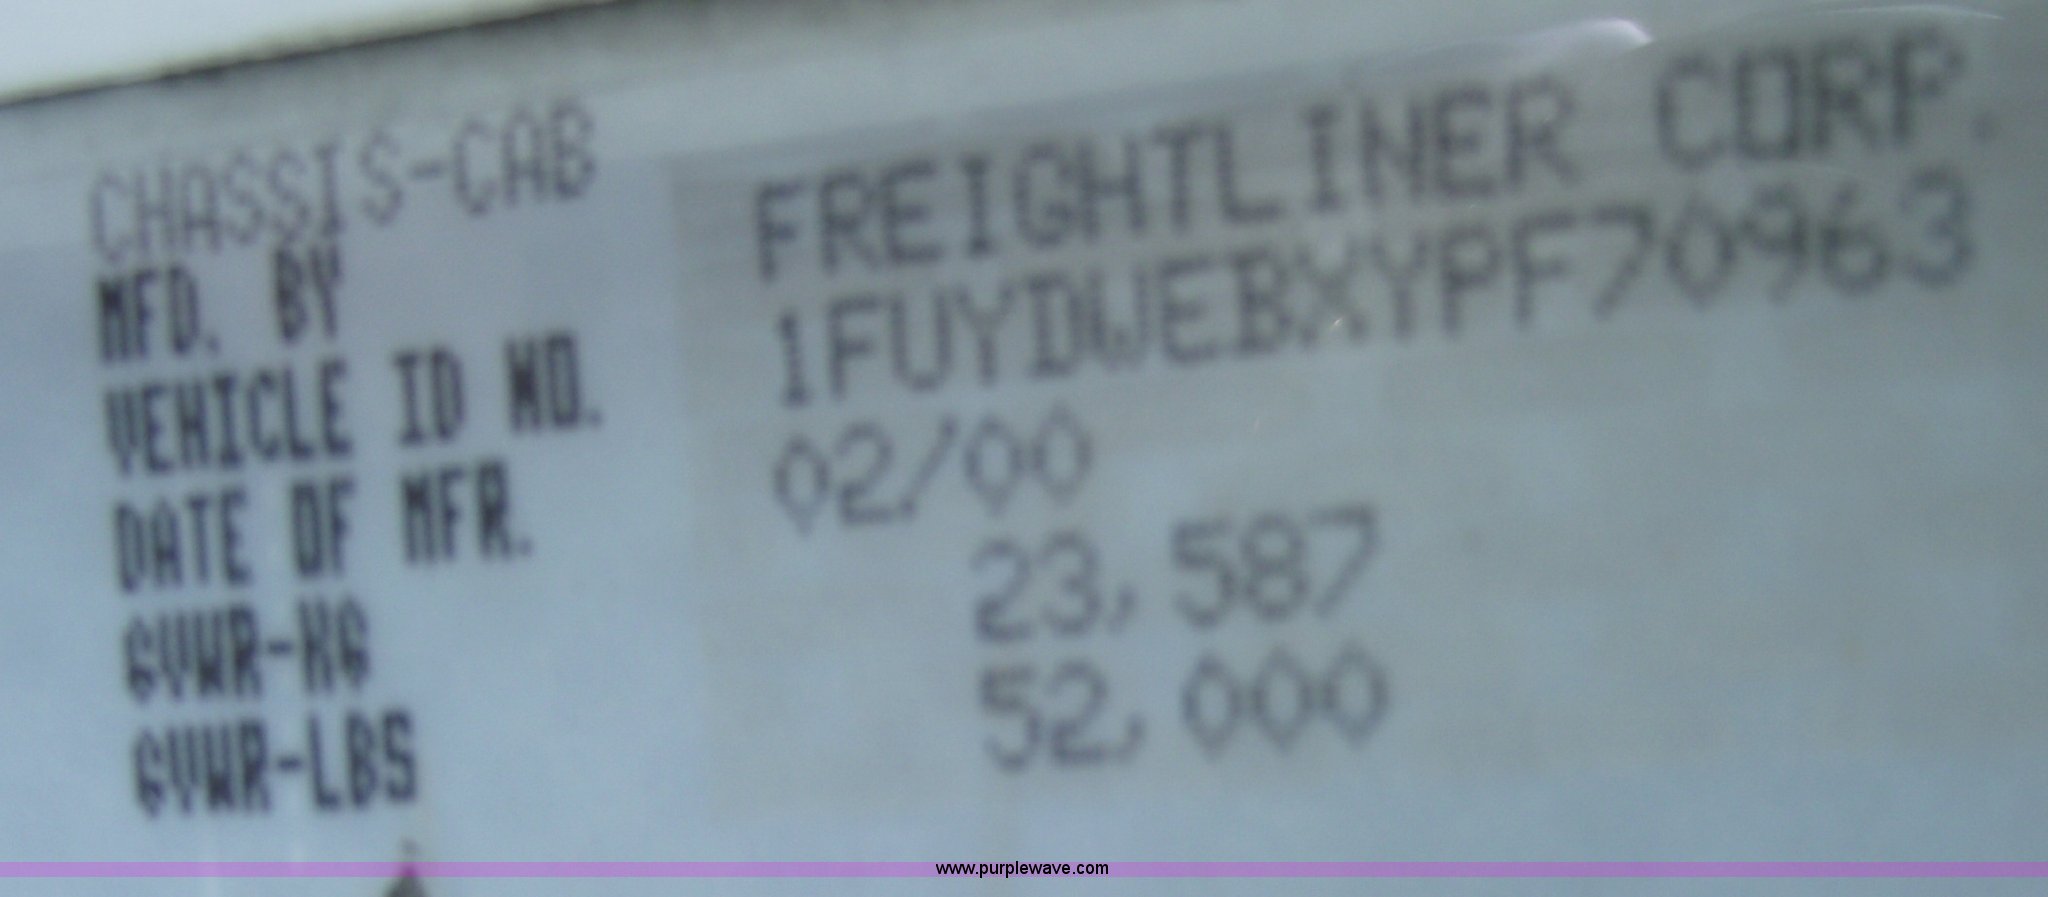 CHASSIS-CAB
MFD. BY FREIGHTLINER CORP.
VEHICLE ID NO. 1FUYDWEBXYPF70963
DATE OF MFR. 02/00
GVWR-KG 23,587
GVWR-LBS 52,000
www.purplewave.com